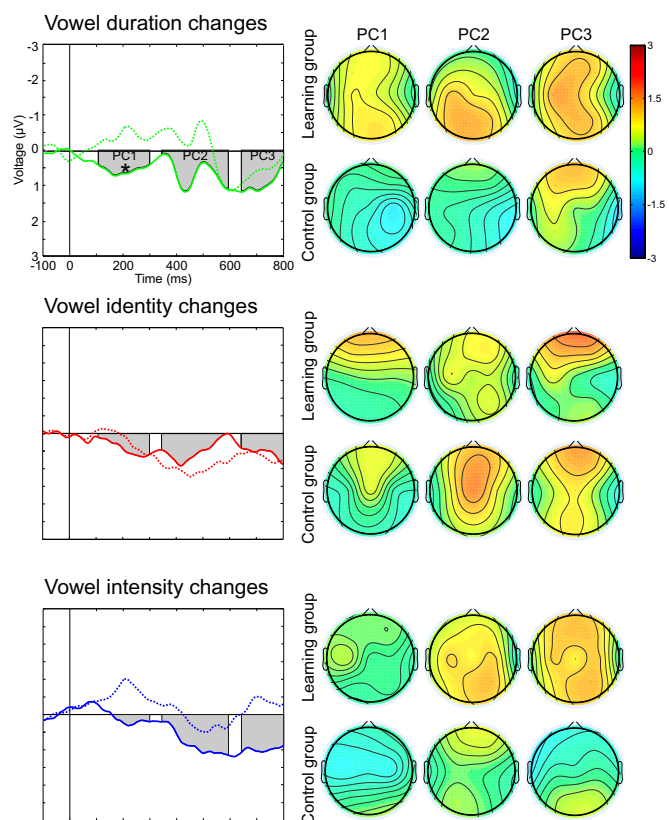 Vowel duration changes
-3
-2
-1
0
1
2
3
Voltage (µV)
PC1
PC2
PC3
*
-100
0
200
400
600
800
Time (ms)
PC1
PC2
PC3
Learning group
Control group
3
1.5
0
-1.5
-3
Vowel identity changes
Learning group
Control group
Vowel intensity changes
Learning group
Control group